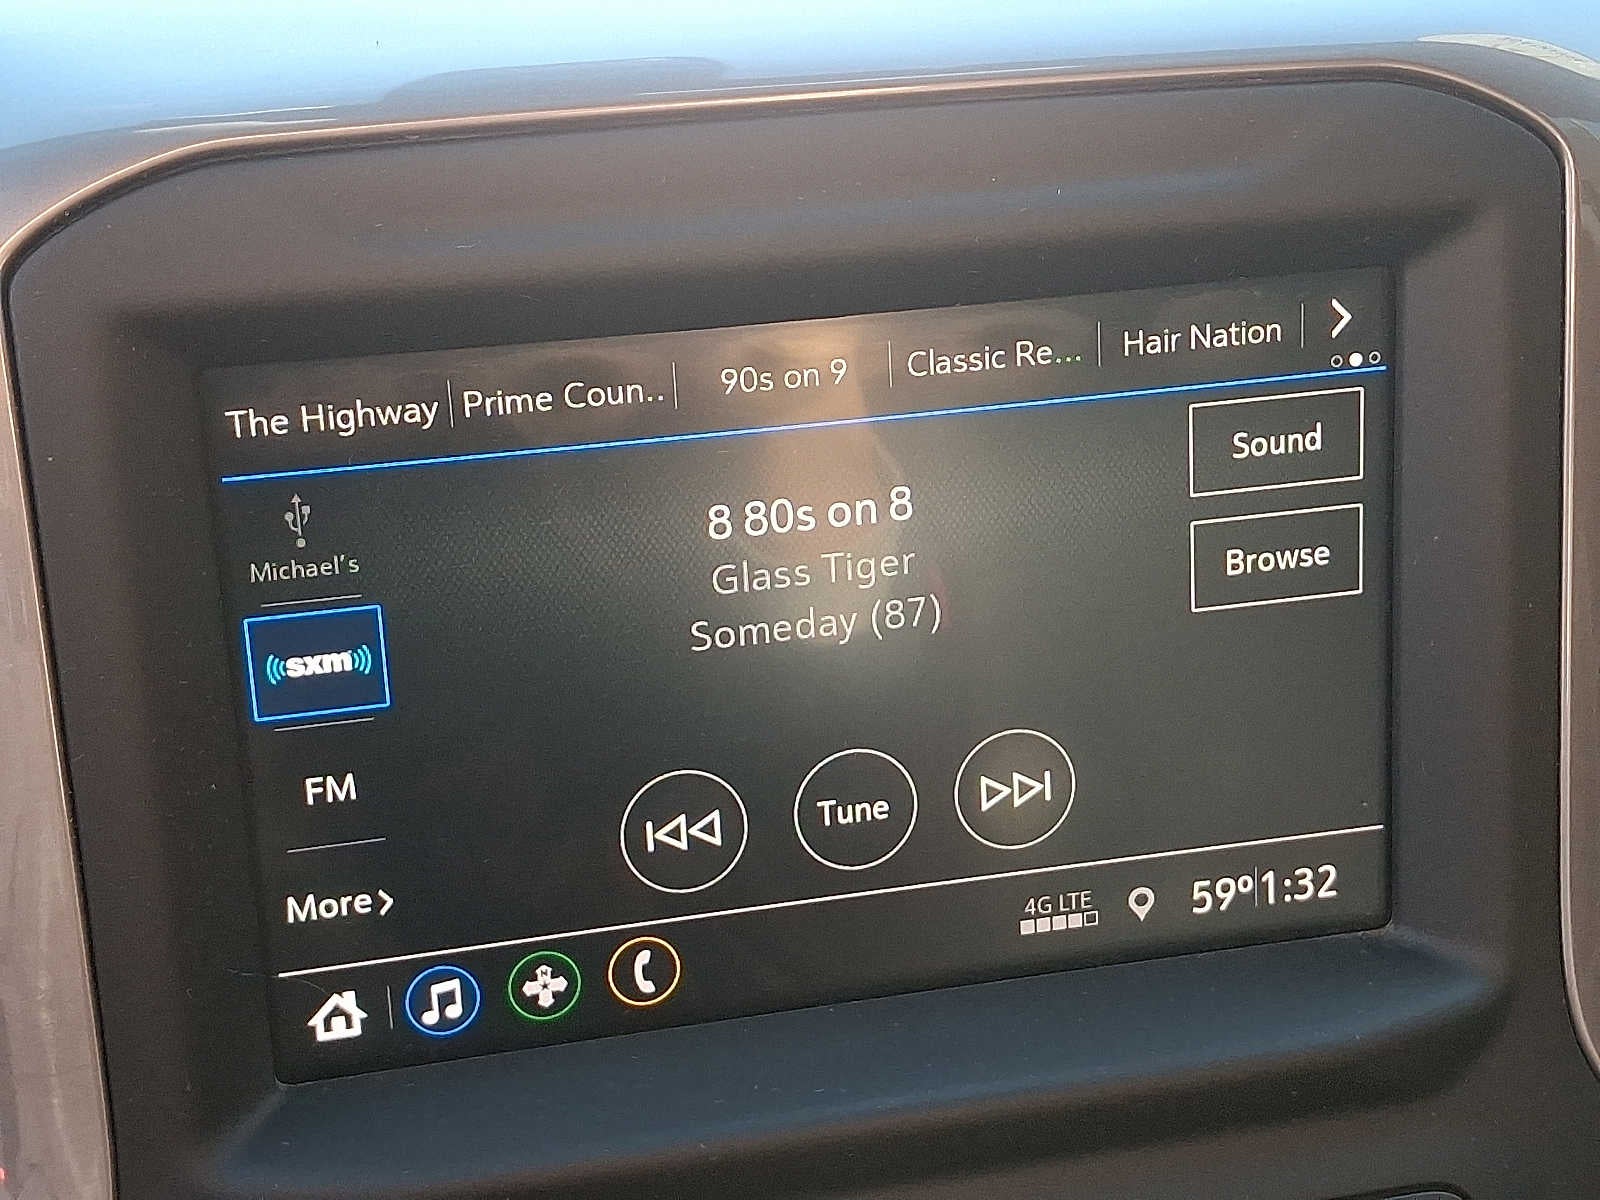 The Highway
Prime Coun..
90s on 9
Classic Re...
Hair Nation
Sound
Michael's
8 80s on 8
Glass Tiger
Someday (87)
Browse
sxm
FM
Tune
More
4G LTE
59° 1:32
N